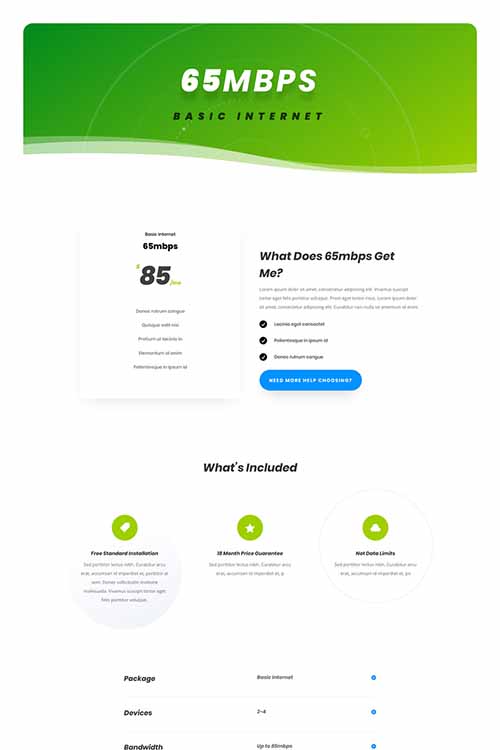 65MBPS
BASIC INTERNET
Basic Internet
65mbps
$85/mo
Donec rutrum congue
Quisque velit nisi
Pretium ut lacinia in
Elementum id enim
Pellentesque in ipsum id
What Does 65mbps Get
Me?
Lorem ipsum dolor sit amet, consectetur adipiscing elit. Vivamus suscipit
tortor eget felis porttitor volutpat. Proin eget tortor risus. Lorem ipsum dolor
sit amet, consectetur adipiscing elit. Curabitur non nulla sit amet
Lacinia eget consectet
Pellentesque in ipsum id
Donec rutrum congue
NEED MORE HELP CHOOSING?
What's Included
Free Standard Installation
Sed porttitor lectus nibh. Curabitur arcu
erat, accumsan id imperdiet et, porttitor at
sem. Donec sollicitudin molestie
malesuada. Vivamus suscipit tortor eget
felis porttitor volutpat.
18 Month Price Guarantee
Sed porttitor lectus nibh. Curabitur arcu
erat, accumsan id imperdiet et, p
Not Data Limits
Sed porttitor lectus nibh. Curabitur arcu
erat, accumsan id imperdiet et, po
Package
Basic Internet
Devices
2-4
Bandwidth
Up to 65mbps